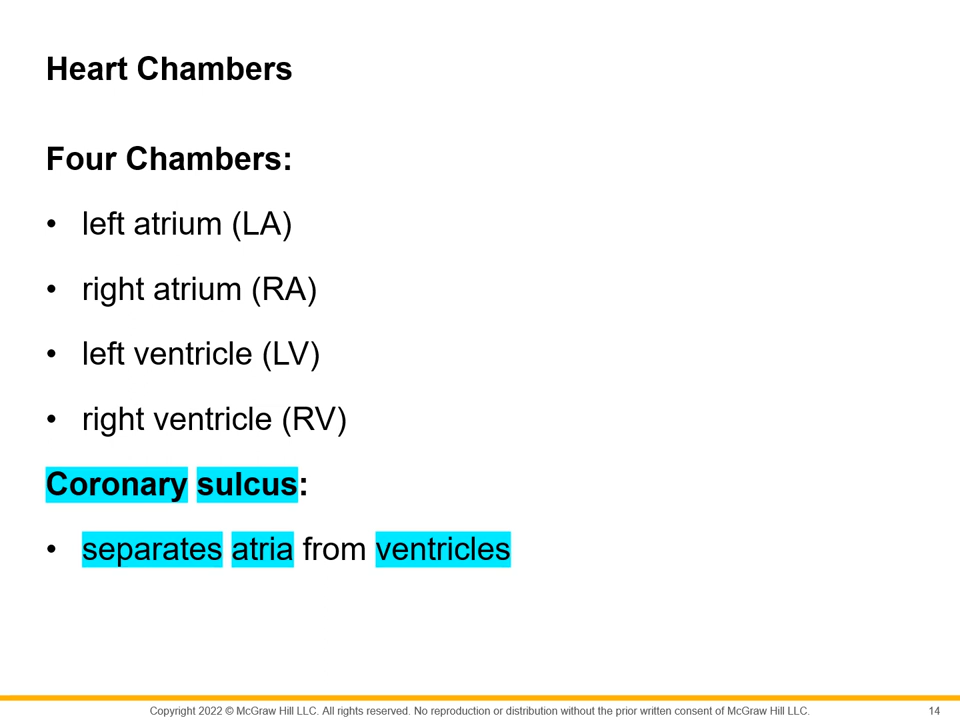 Heart Chambers
Four Chambers:
• left atrium (LA)
• right atrium (RA)
• left ventricle (LV)
• right ventricle (RV)
Coronary sulcus:
• separates atria from ventricles
Copyright 2022 © McGraw Hill LLC. All rights reserved. No reproduction or distribution without the prior written consent of McGraw Hill LLC. 14